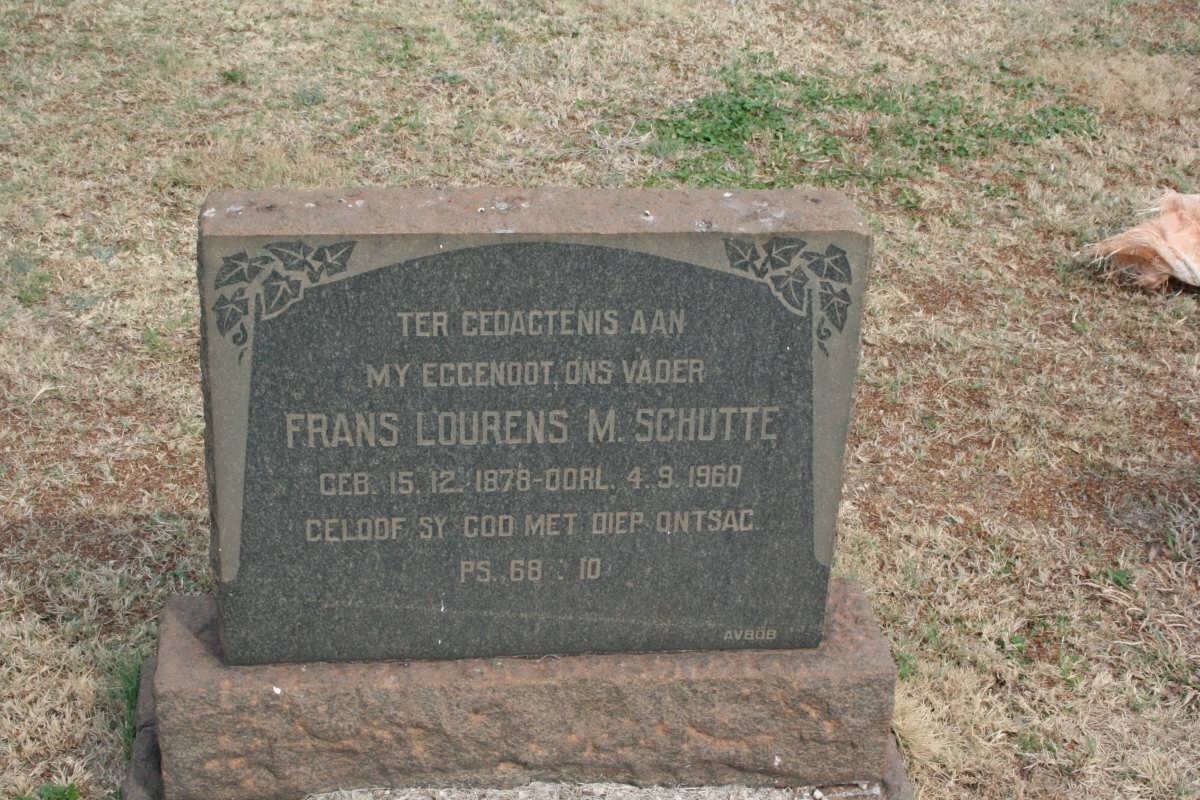 TER GEDAGTENIS AAN
MY EGGENOOT, ONS VADER
FRANS LOURENS M. SCHUTTE
GEB. 15. 12. 1878-OORL. 4. 9. 1960
GELOOF SY GOD MET DIEP ONTSAG.
PS. 68 : 10
AVBOB